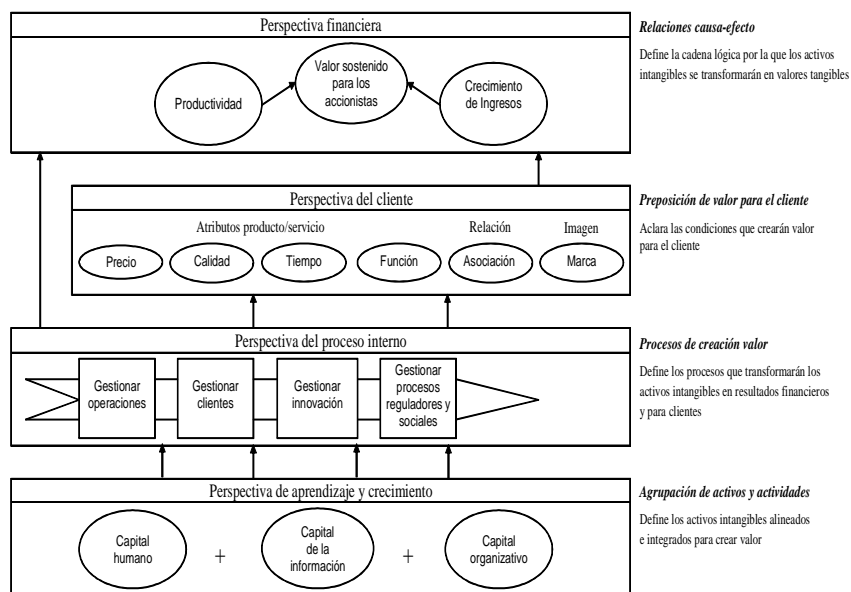 Perspectiva financiera
Valor sostenido
para los
accionistas
Productividad
Crecimiento
de Ingresos
Relaciones causa-efecto
Define la cadena lógica por la que los activos
intangibles se transformarán en valores tangibles
Perspectiva del cliente
Atributos producto/servicio
Relación
Imagen
Precio
Calidad
Tiempo
Función
Asociación
Marca
Preposición de valor para el cliente
Aclara las condiciones que crearán valor
para el cliente
Perspectiva del proceso interno
Gestionar
operaciones
Gestionar
clientes
Gestionar
innovación
Gestionar
procesos
reguladores y
sociales
Procesos de creación valor
Define los procesos que transformarán los
activos intangibles en resultados financieros
y para clientes
Perspectiva de aprendizaje y crecimiento
Capital
humano
+
Capital
de la
información
+
Capital
organizativo
Agrupación de activos y actividades
Define los activos intangibles alineados
e integrados para crear valor